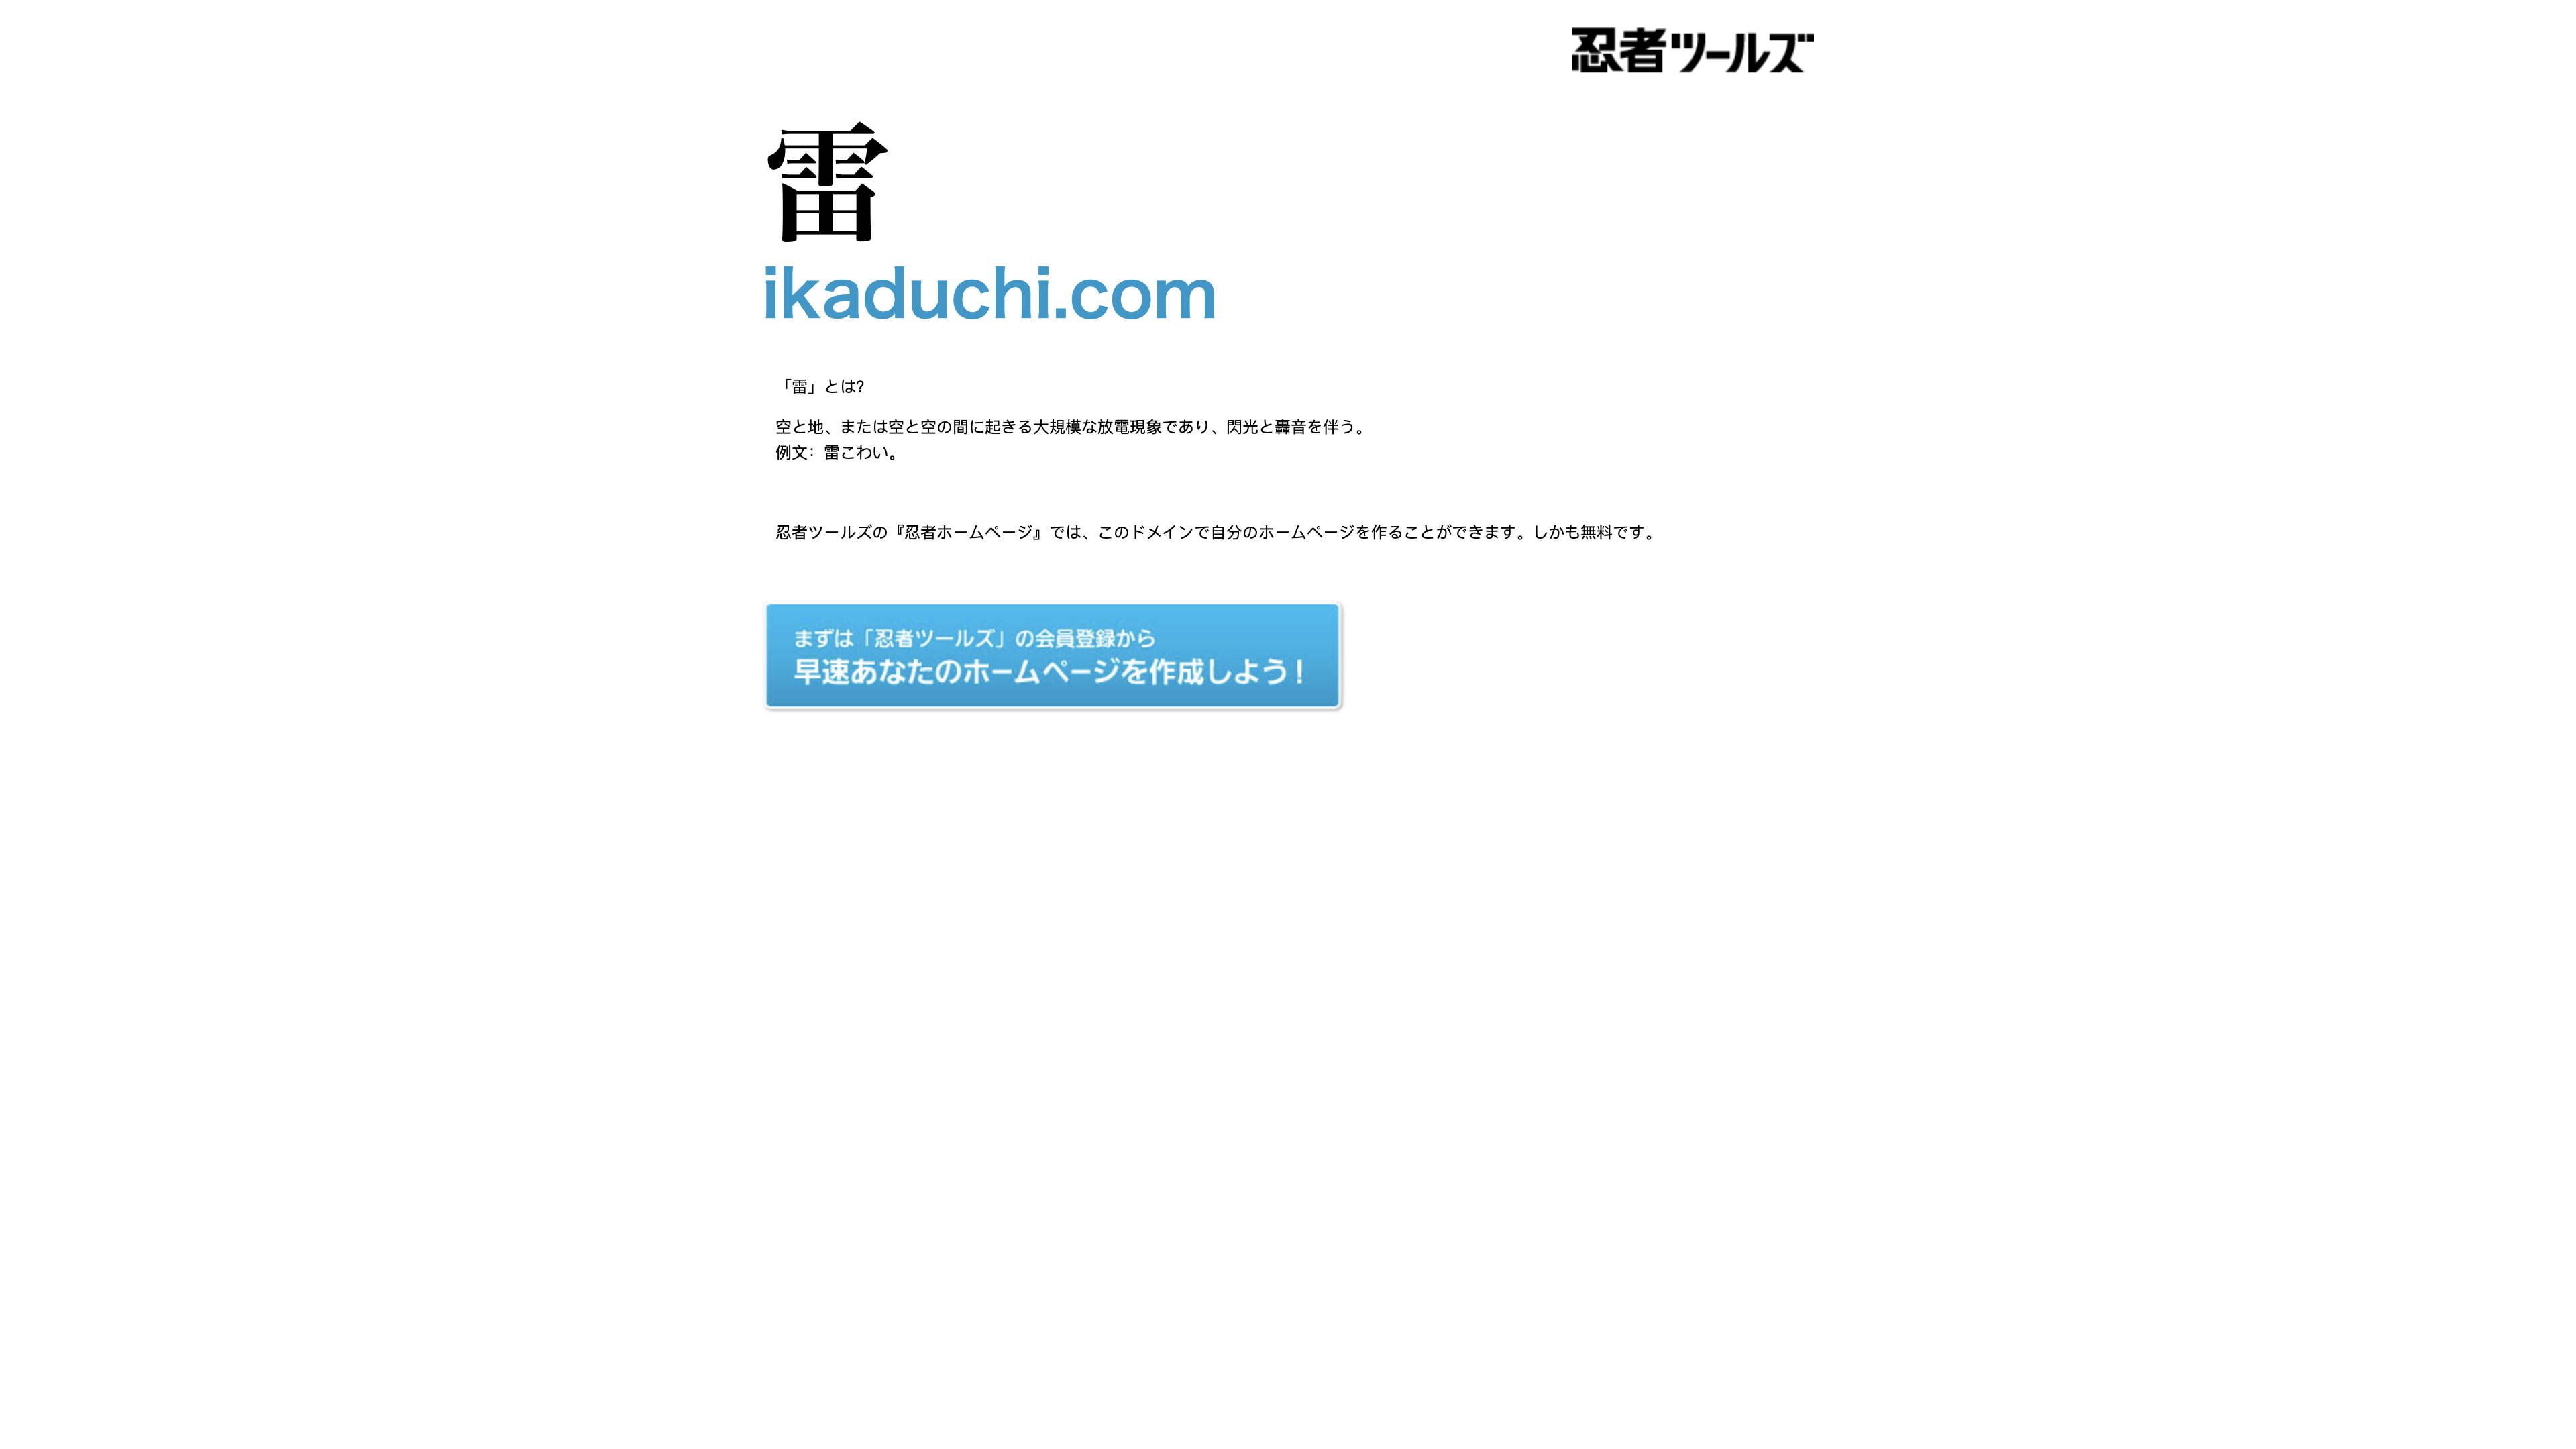 忍者ツールズ
雷
ikaduchi.com
「雷」とは?
空と地、または空と空の間に起きる大規模な放電現象であり、閃光と轟音を伴う。
例文：雷こわい。
忍者ツールズの『忍者ホームページ』では、このドメインで自分のホームページを作ることができます。しかも無料です。
まずは「忍者ツールズ」の会員登録から
早速あなたのホームページを作成しよう！